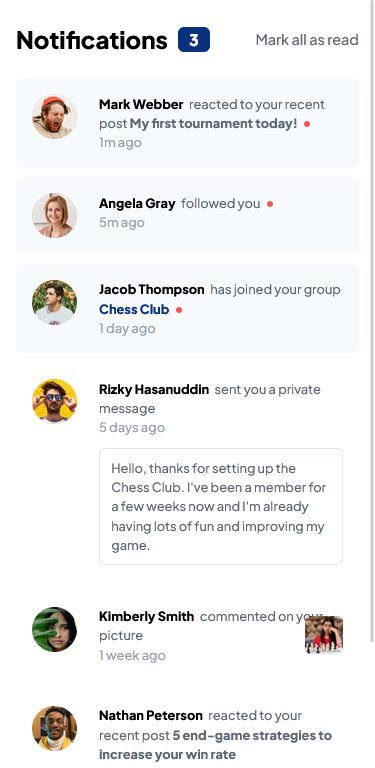 Notifications 3 Mark all as read
Mark Webber reacted to your recent
post My first tournament today!
1m ago
Angela Gray followed you
5m ago
Jacob Thompson has joined your group
Chess Club
1 day ago
Rizky Hasanuddin sent you a private
message
5 days ago
Hello, thanks for setting up the
Chess Club. I've been a member for
a few weeks now and I'm already
having lots of fun and improving my
game.
Kimberly Smith commented on your
picture
1 week ago
Nathan Peterson reacted to your
recent post 5 end-game strategies to
increase your win rate